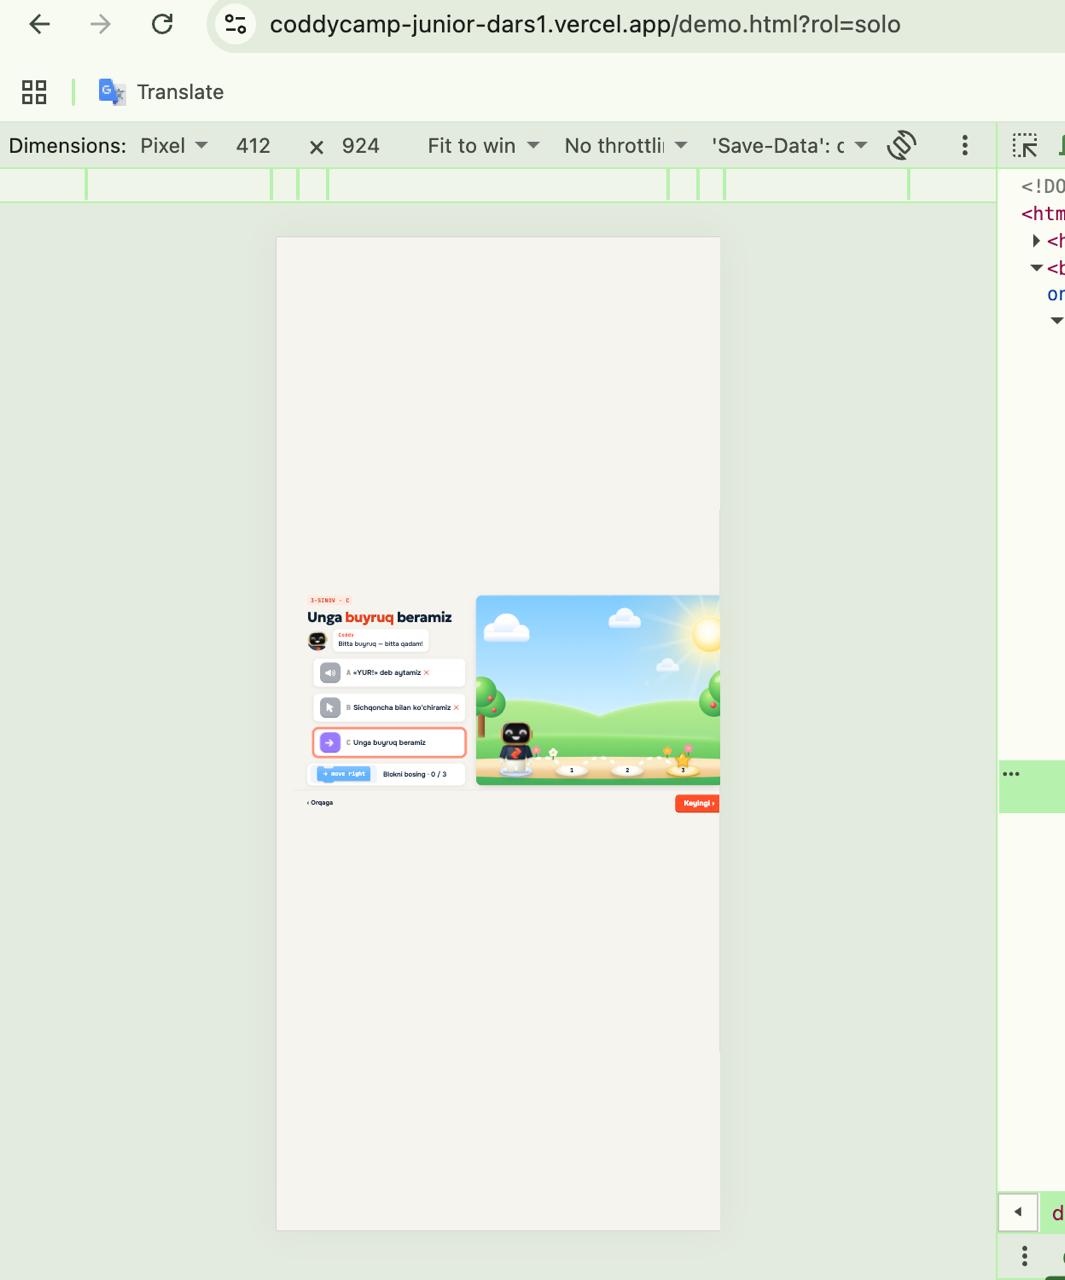 coddycamp-junior-dars1.vercel.app/demo.html?rol=solo
Translate
Dimensions: Pixel 412 × 924 Fit to win No throttli 'Save-Data': c
<!DO
<htm
<h
<b
or
3-SINOV · C
Unga buyruq beramiz
Coddy
Bitta buyruq — bitta qadam!
A «YUR!» deb aytamiz ×
B Sichqoncha bilan ko'chiramiz ×
C Unga buyruq beramiz
→ move right Blokni bosing · 0 / 3
1 2 3
‹ Orqaga
Keyingi ›
...
d